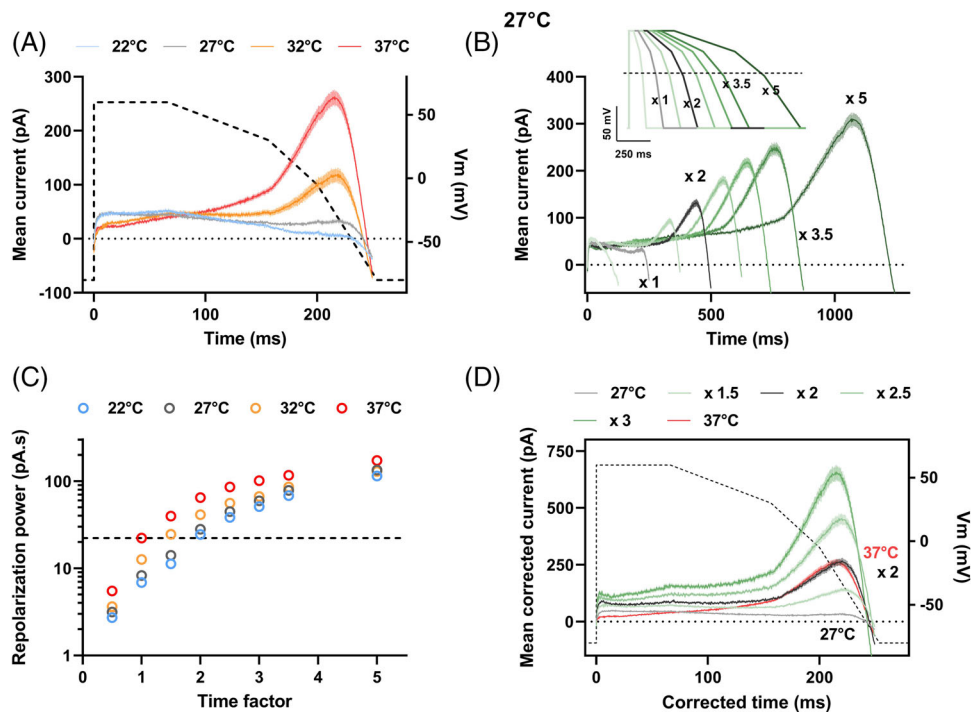 (A)
22°C 27°C 32°C 37°C
Mean current (pA)
300
200
100
0
-100
50
0
-50
Vm (mV)
0 100 200
Time (ms)
27°C
(B)
Mean current (pA)
400
300
200
100
0
x 1
x 2
x 3.5
x 5
50 mV
250 ms
x 5
x 2
x 3.5
x 1
0 500 1000
Time (ms)
(C)
22°C 27°C 32°C 37°C
Repolarization power (pA.s)
100
10
1
0 1 2 3 4 5
Time factor
(D)
27°C x 1.5 x 2 x 2.5
x 3 37°C
Mean corrected current (pA)
750
500
250
0
50
0
-50
Vm (mV)
37°C
x 2
27°C
0 100 200
Corrected time (ms)